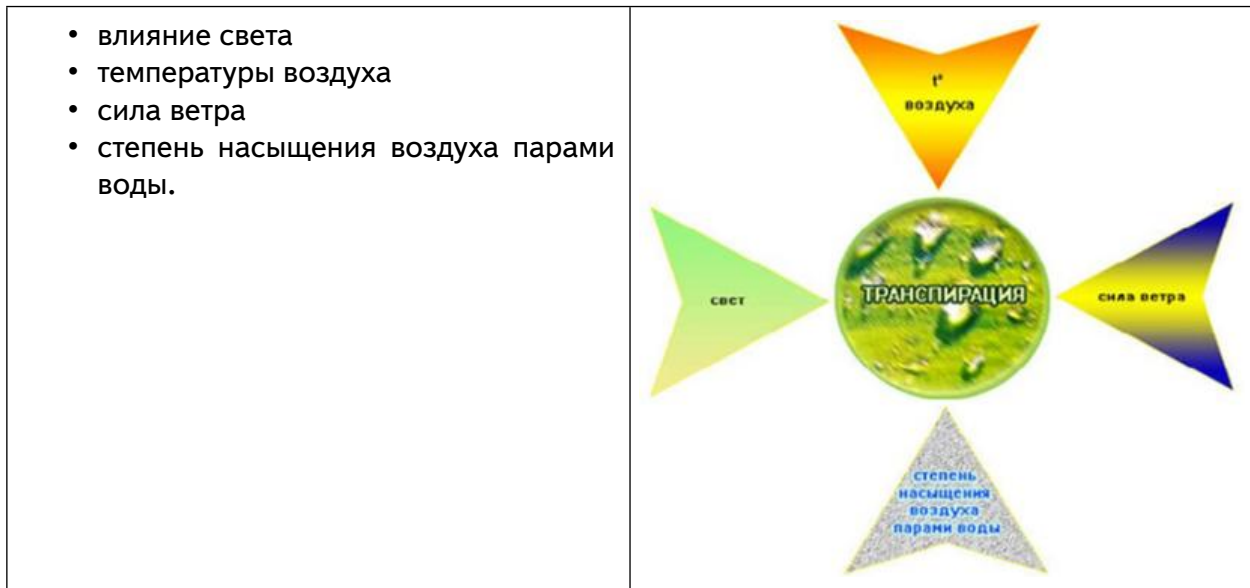 • влияние света
• температуры воздуха
• сила ветра
• степень насыщения воздуха парами
воды.
t°
воздуха
свет
ТРАНСПИРАЦИЯ
сила ветра
степень
насыщения
воздуха
парами воды